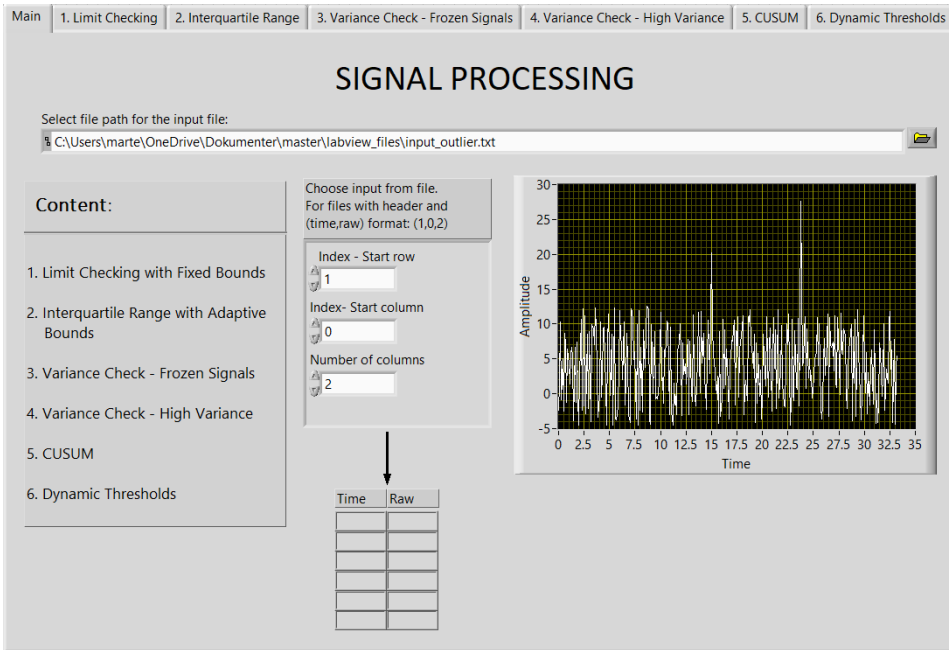 Main 1. Limit Checking 2. Interquartile Range 3. Variance Check - Frozen Signals 4. Variance Check - High Variance 5. CUSUM 6. Dynamic Thresholds
SIGNAL PROCESSING
Select file path for the input file:
C:\Users\marte\OneDrive\Dokumenter\master\labview_files\input_outlier.txt
Content:
1. Limit Checking with Fixed Bounds
2. Interquartile Range with Adaptive
Bounds
3. Variance Check - Frozen Signals
4. Variance Check - High Variance
5. CUSUM
6. Dynamic Thresholds
Choose input from file.
For files with header and
(time,raw) format: (1,0,2)
Index - Start row
1
Index- Start column
0
Number of columns
2
Time Raw
Amplitude
30
25
20
15
10
5
0
-5
0 2.5 5 7.5 10 12.5 15 17.5 20 22.5 25 27.5 30 32.5 35
Time